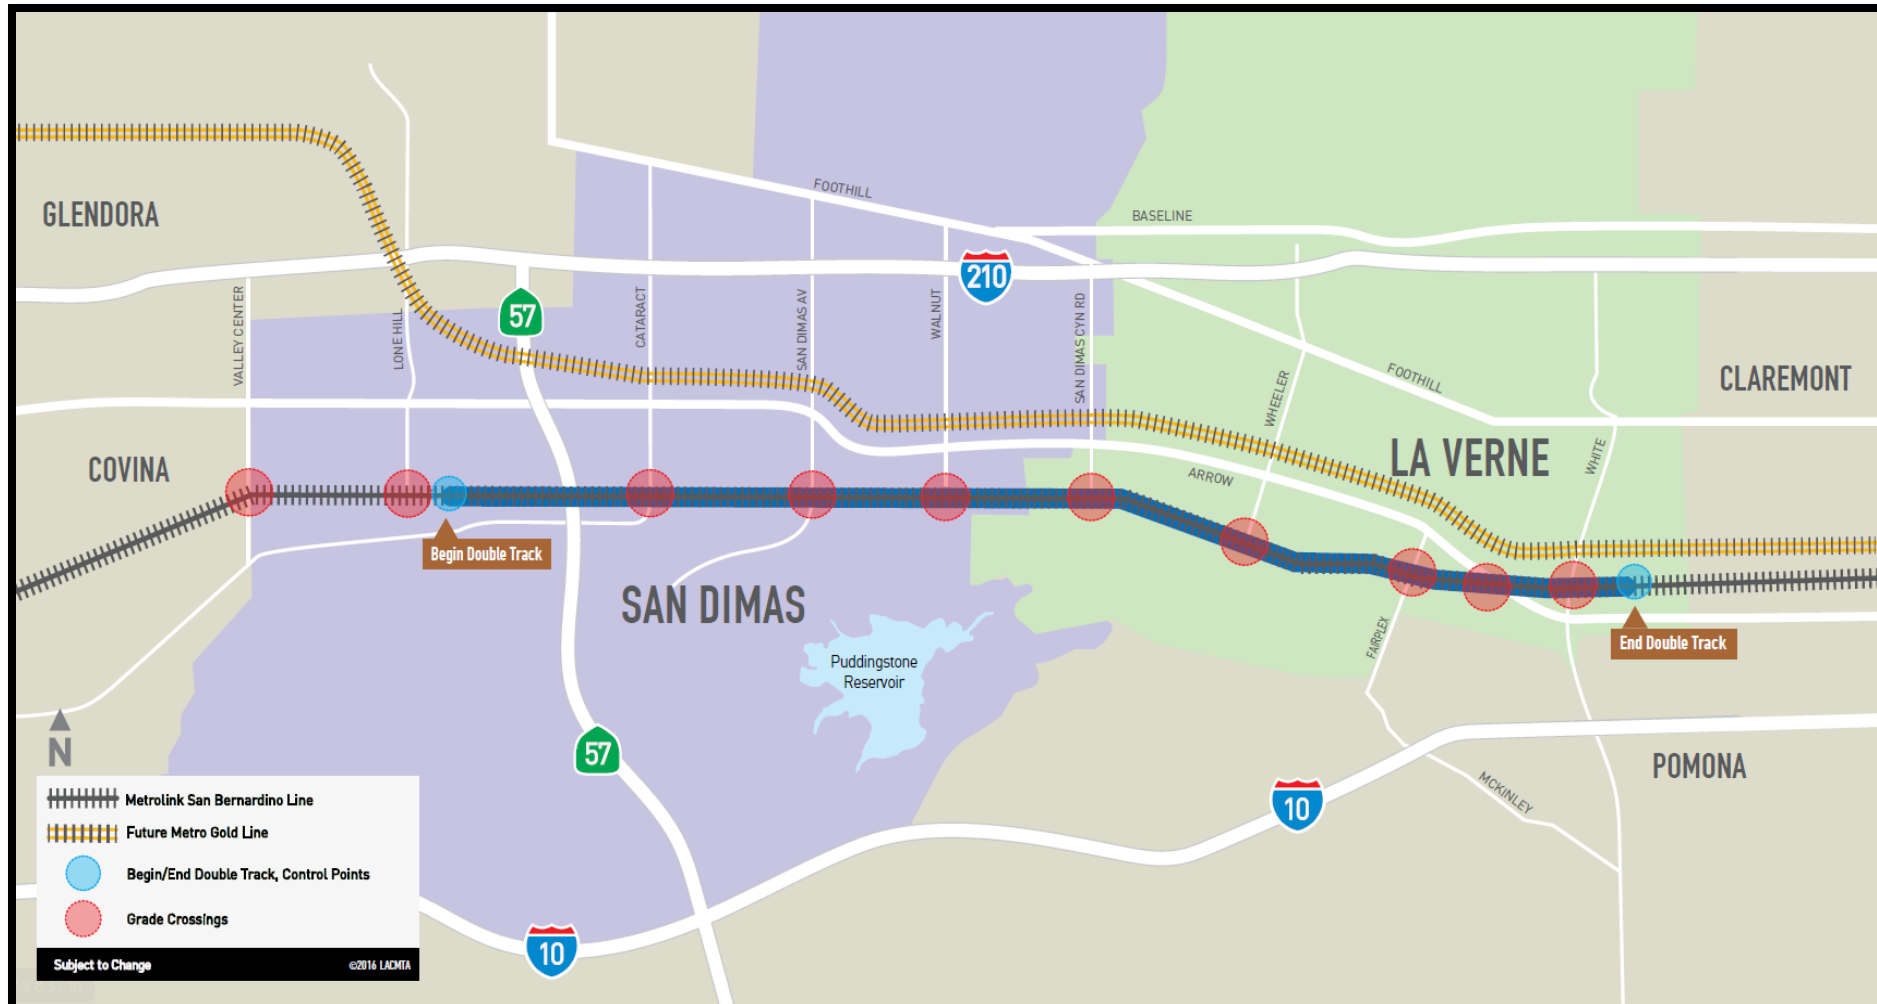 FOOTHILL
BASELINE
GLENDORA
210
57
VALLEY CENTER
LONE HILL
CATARACT
SAN DIMAS AV
WALNUT
SAN DIMAS CYN RD
WHEELER
FOOTHILL
CLAREMONT
COVINA
ARROW
LA VERNE
WHITE
Begin Double Track
SAN DIMAS
FAIRPLEX
End Double Track
Puddingstone
Reservoir
N
57
POMONA
MCKINLEY
10
10
Metrolink San Bernardino Line
Future Metro Gold Line
Begin/End Double Track, Control Points
Grade Crossings
Subject to Change
©2016 LACMTA